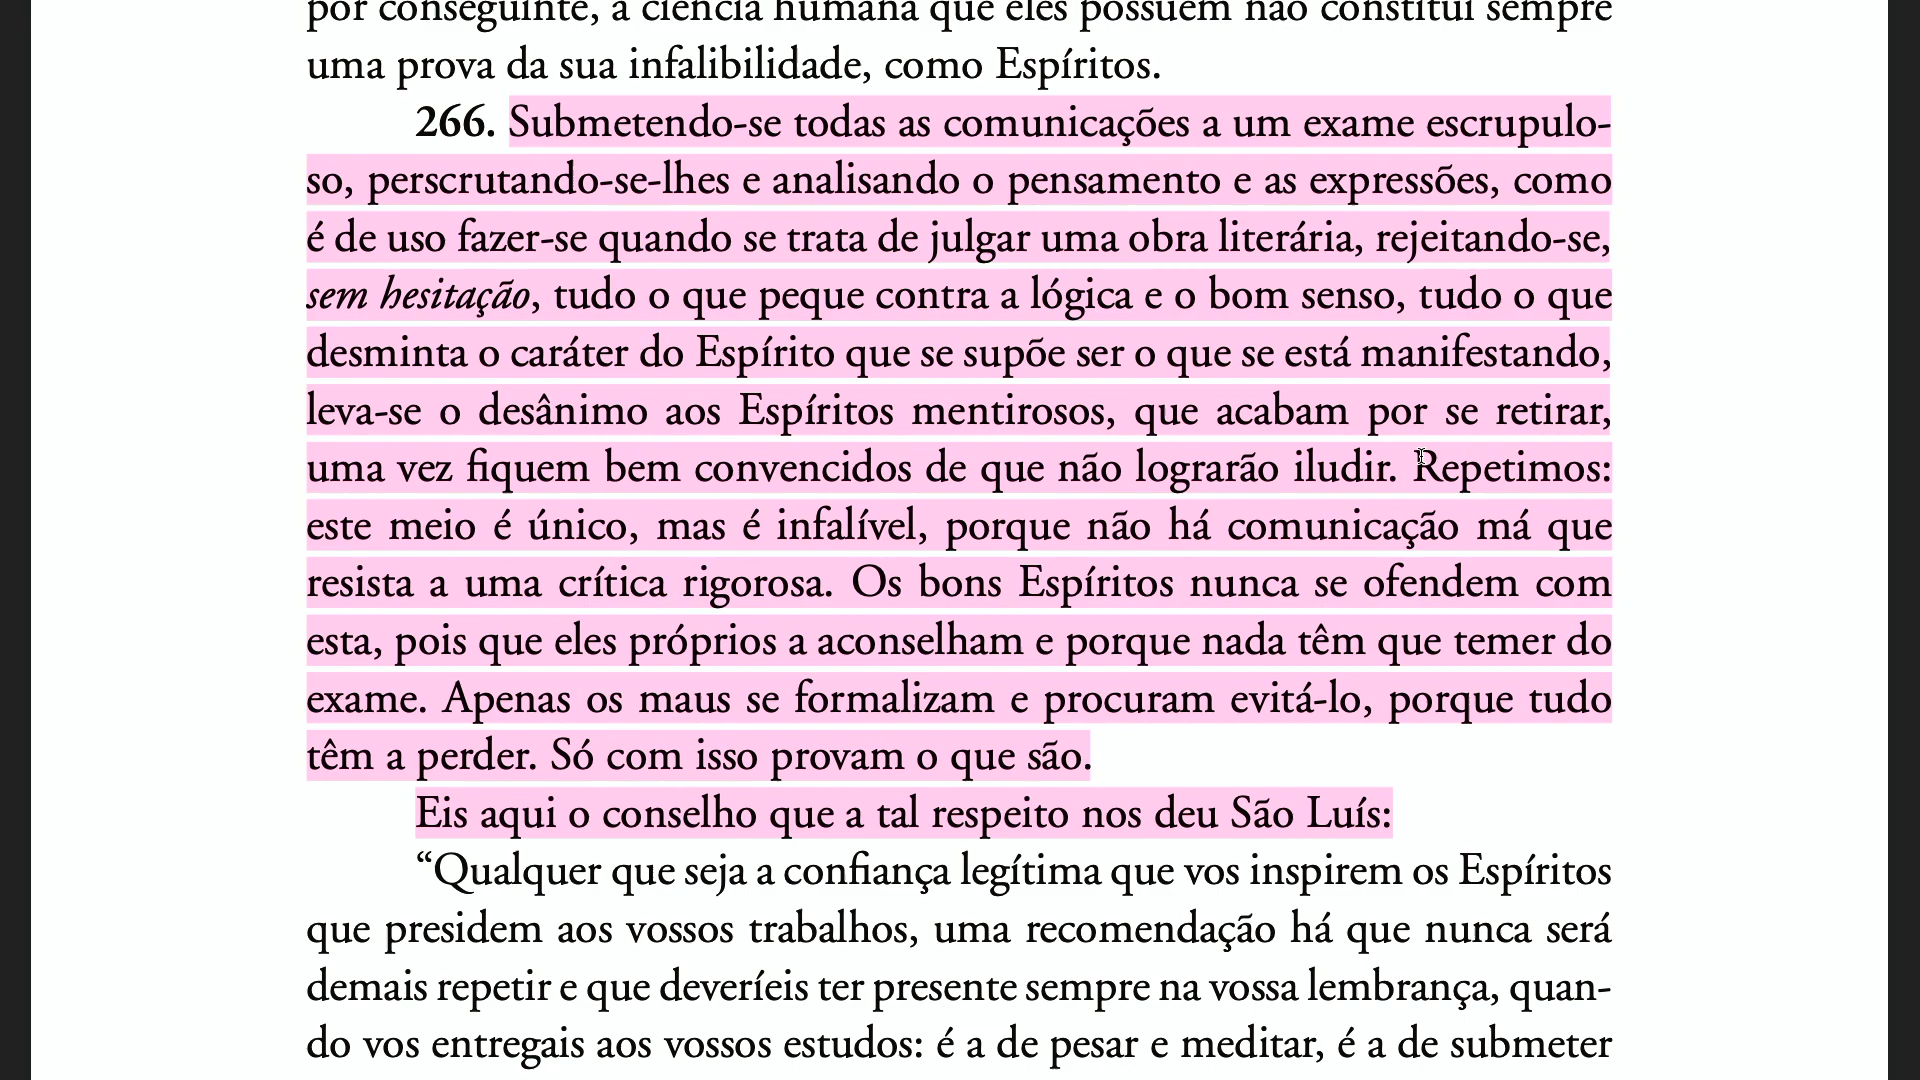 por conseguinte, a ciência humana que eles possuem não constitui sempre
uma prova da sua infalibilidade, como Espíritos.
266. Submetendo-se todas as comunicações a um exame escrupulo-
so, perscrutando-se-lhes e analisando o pensamento e as expressões, como
é de uso fazer-se quando se trata de julgar uma obra literária, rejeitando-se,
sem hesitação, tudo o que peque contra a lógica e o bom senso, tudo o que
desminta o caráter do Espírito que se supõe ser o que se está manifestando,
leva-se o desânimo aos Espíritos mentirosos, que acabam por se retirar,
uma vez fiquem bem convencidos de que não lograrão iludir. Repetimos:
este meio é único, mas é infalível, porque não há comunicação má que
resista a uma crítica rigorosa. Os bons Espíritos nunca se ofendem com
esta, pois que eles próprios a aconselham e porque nada têm que temer do
exame. Apenas os maus se formalizam e procuram evitá-lo, porque tudo
têm a perder. Só com isso provam o que são.
Eis aqui o conselho que a tal respeito nos deu São Luís:
“Qualquer que seja a confiança legítima que vos inspirem os Espíritos
que presidem aos vossos trabalhos, uma recomendação há que nunca será
demais repetir e que deveríeis ter presente sempre na vossa lembrança, quan-
do vos entregais aos vossos estudos: é a de pesar e meditar, é a de submeter